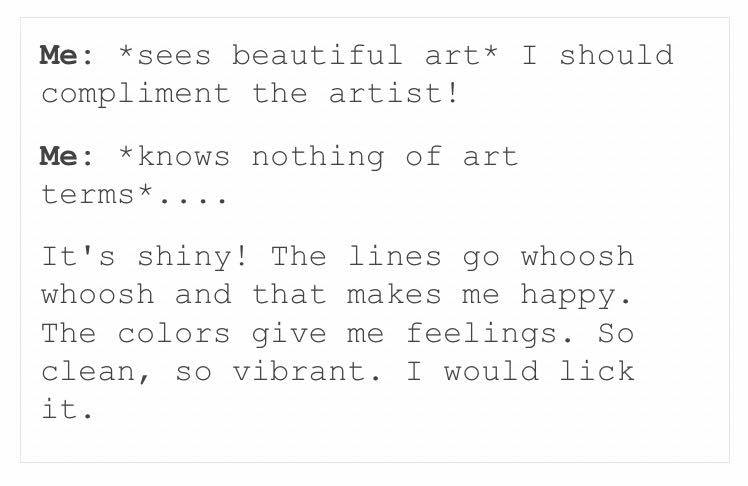 Me: *sees beautiful art* I should
compliment the artist!
Me: *knows nothing of art
terms*....
It's shiny! The lines go whoosh
whoosh and that makes me happy.
The colors give me feelings. So
clean, so vibrant. I would lick
it.